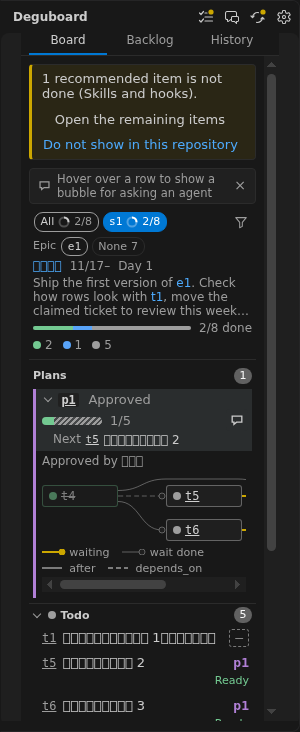 Deguboard
Board Backlog History
1 recommended item is not
done (Skills and hooks).
Open the remaining items
Do not show in this repository
Hover over a row to show a
bubble for asking an agent
All 2/8 s1 2/8
Epic e1 None 7
11/17– Day 1
Ship the first version of e1. Check
how rows look with t1, move the
claimed ticket to review this week…
2/8 done
2 1 5
Plans 1
p1 Approved
1/5
Next t5 2
Approved by
t4 t5
t6
waiting wait done
after depends_on
Todo 5
t1 1
t5 2 p1
Ready
t6 3 p1